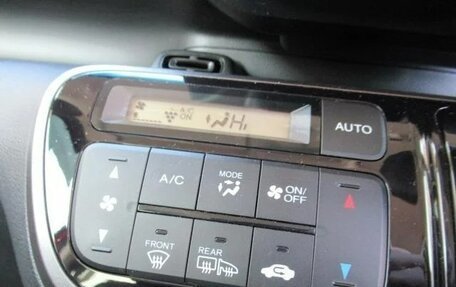 A/C
ON
Hi
AUTO
A/C
MODE
ON/
OFF
FRONT
REAR